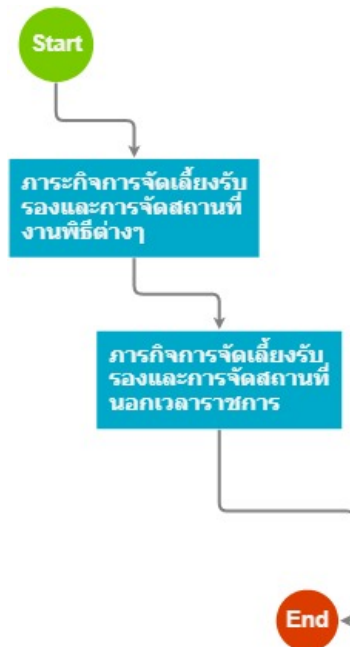 Start
ภาระกิจการจัดเลี้ยงรับ
รองและการจัดสถานที่
งานพิธีต่างๆ
ภารกิจการจัดเลี้ยงรับ
รองและการจัดสถานที่
นอกเวลาราชการ
End